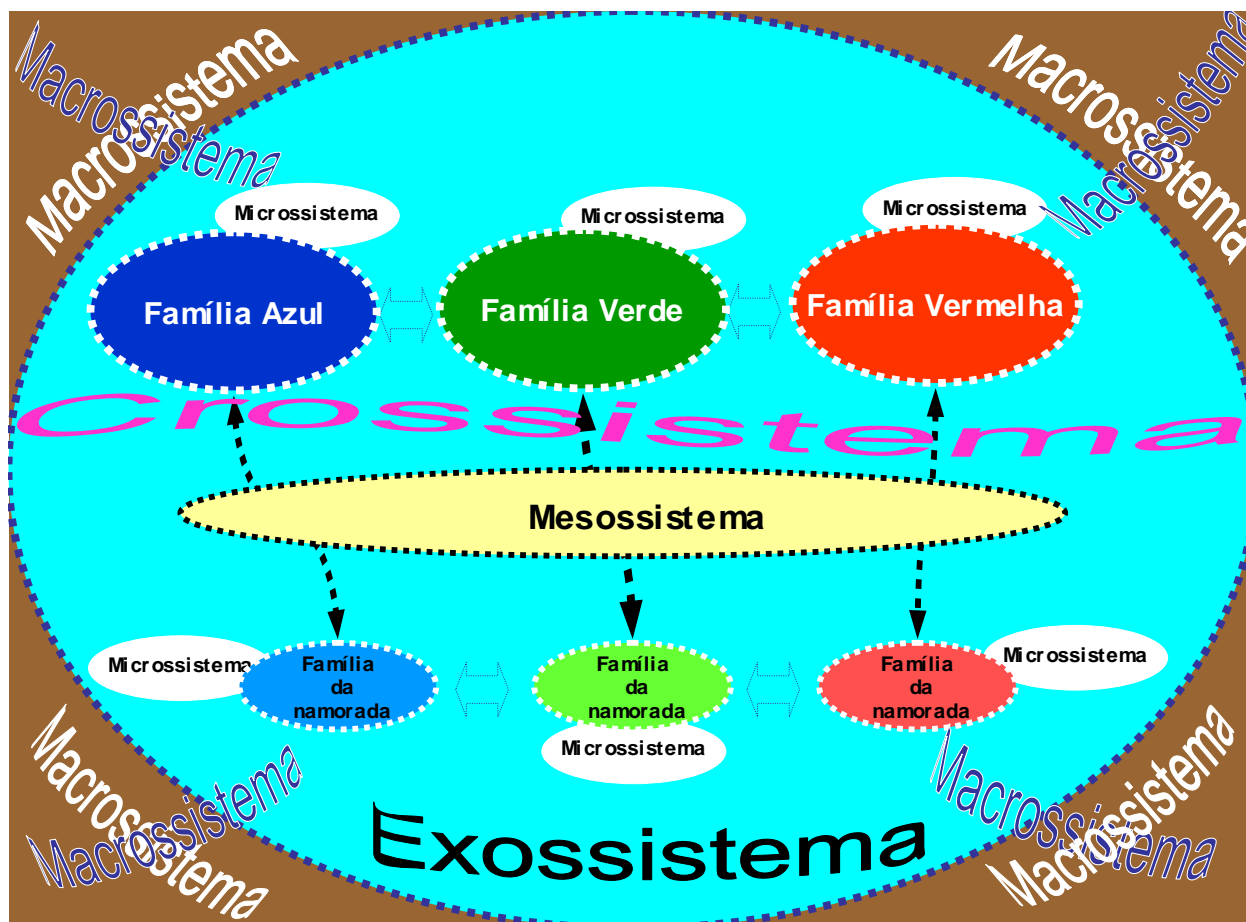 Macrossistema
Macrossistema
Macrossistema
Macrossistema
Microssistema
Microssistema
Microssistema
Família Azul
Família Verde
Família Vermelha
Crossistema
Mesossistema
Microssistema
Família
da
namorada
Família
da
namorada
Microssistema
Família
da
namorada
Microssistema
Macrossistema
Macrossistema
Exossistema
Macrossistema
Macrossistema